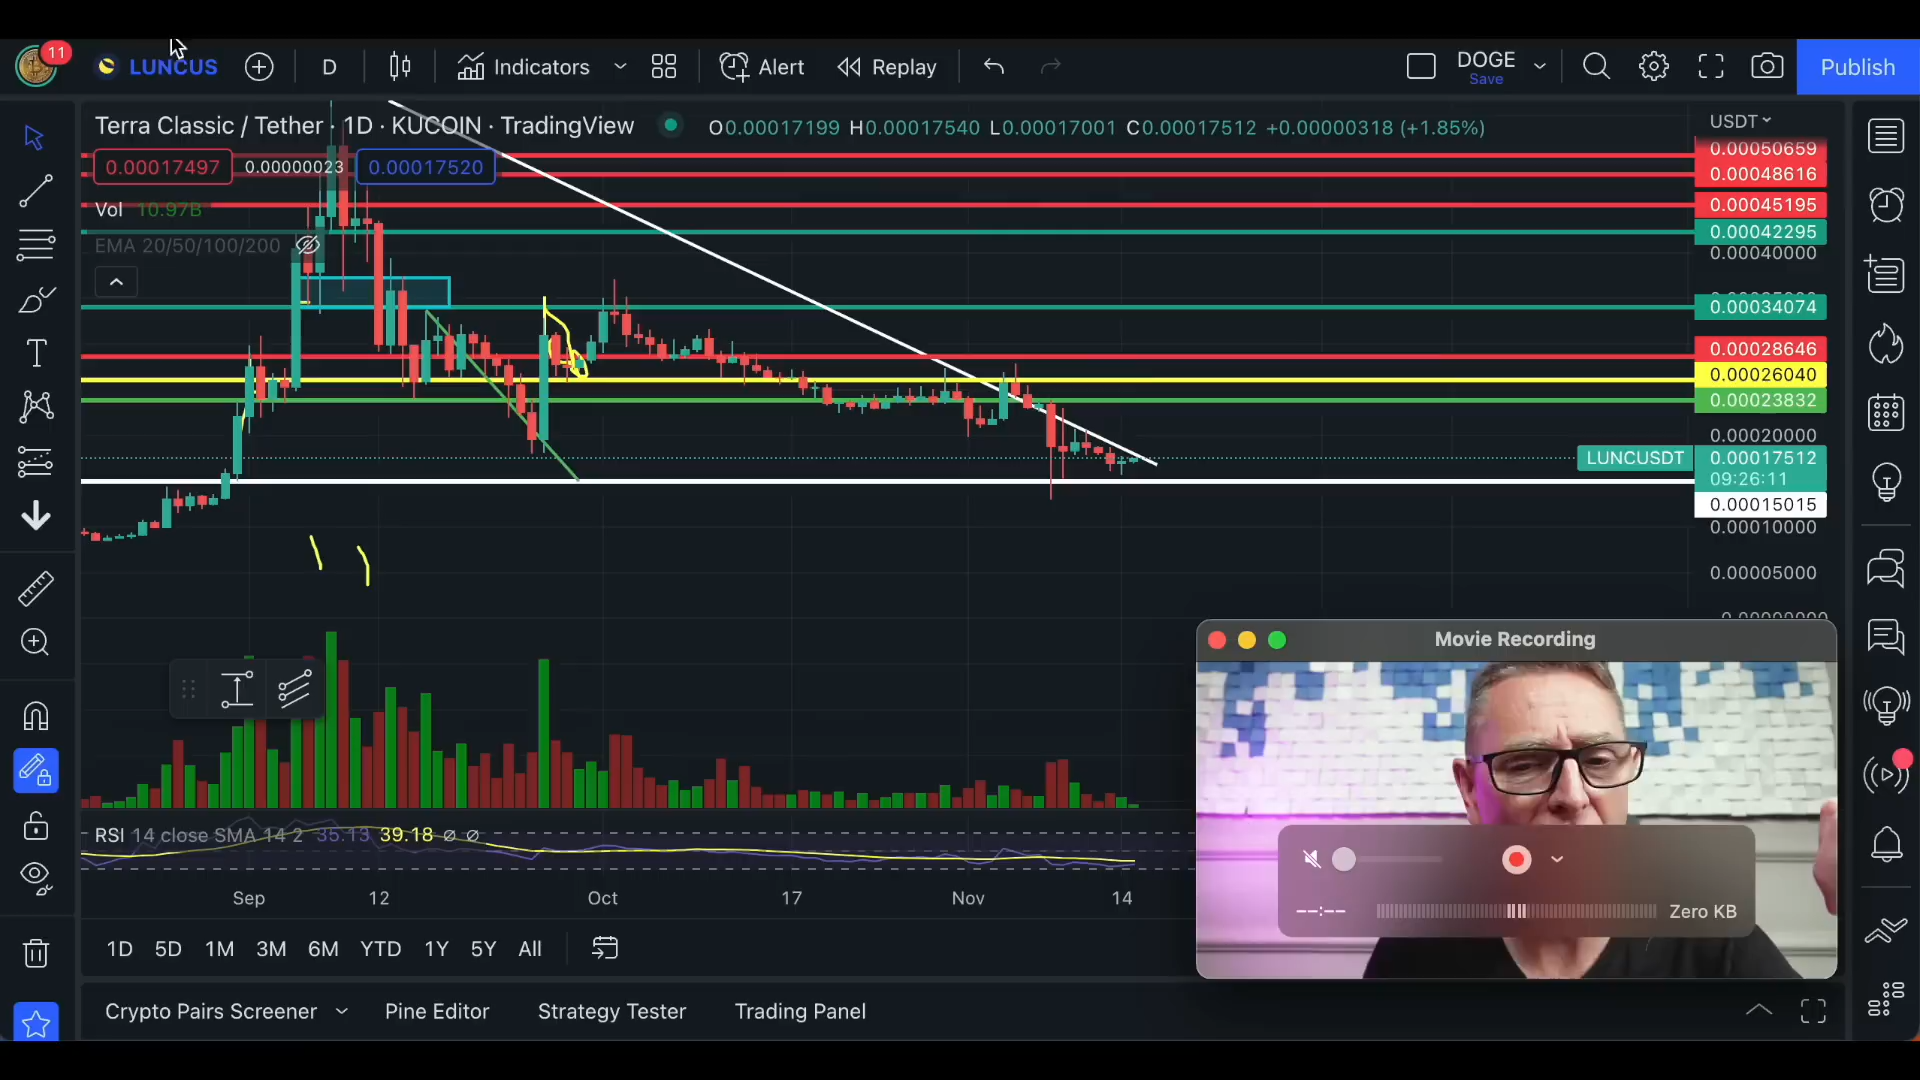 11
LUNCUS
D
Indicators
Alert
Replay
DOGE
Save
Publish
Terra Classic / Tether · 1D · KUCOIN · TradingView
O0.00017199 H0.00017540 L0.00017001 C0.00017512 +0.00000318 (+1.85%)
USDT
0.00050659
0.00017497
0.00000023
0.00017520
0.00048616
Vol 10.97B
0.00045195
0.00042295
EMA 20/50/100/200
0.00040000
0.00034074
0.00028646
0.00026040
0.00023832
0.00020000
LUNCUSDT
0.00017512
09:26:11
0.00015015
0.00010000
0.00005000
Movie Recording
RSI 14 close SMA 14 2 35.13 39.18 ∅ ∅
--:--
Zero KB
Sep
12
Oct
17
Nov
14
1D
5D
1M
3M
6M
YTD
1Y
5Y
All
Crypto Pairs Screener
Pine Editor
Strategy Tester
Trading Panel